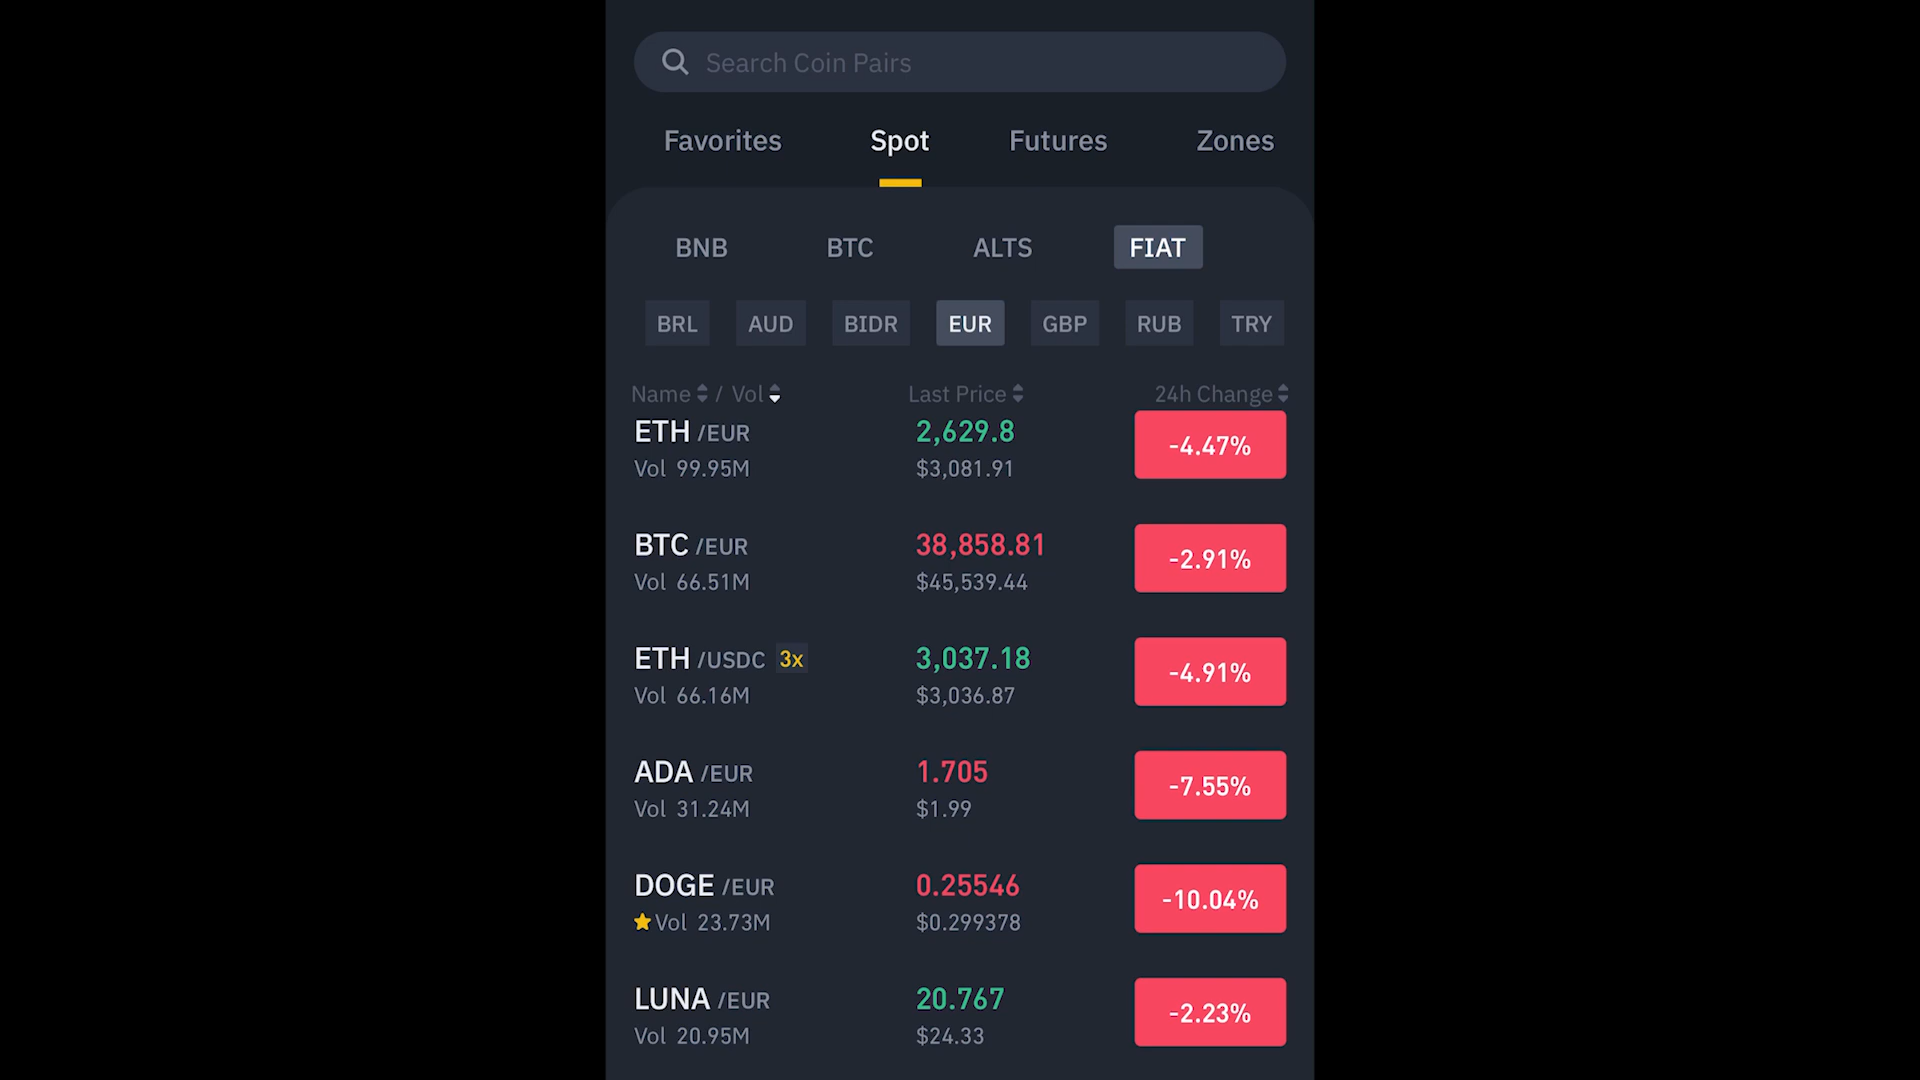 Search Coin Pairs
Favorites Spot Futures Zones
BNB BTC ALTS FIAT
BRL AUD BIDR EUR GBP RUB TRY
Name / Vol Last Price 24h Change
ETH /EUR 2,629.8 -4.47%
Vol 99.95M $3,081.91
BTC /EUR 38,858.81 -2.91%
Vol 66.51M $45,539.44
ETH /USDC 3x 3,037.18 -4.91%
Vol 66.16M $3,036.87
ADA /EUR 1.705 -7.55%
Vol 31.24M $1.99
DOGE /EUR 0.25546 -10.04%
Vol 23.73M $0.299378
LUNA /EUR 20.767 -2.23%
Vol 20.95M $24.33